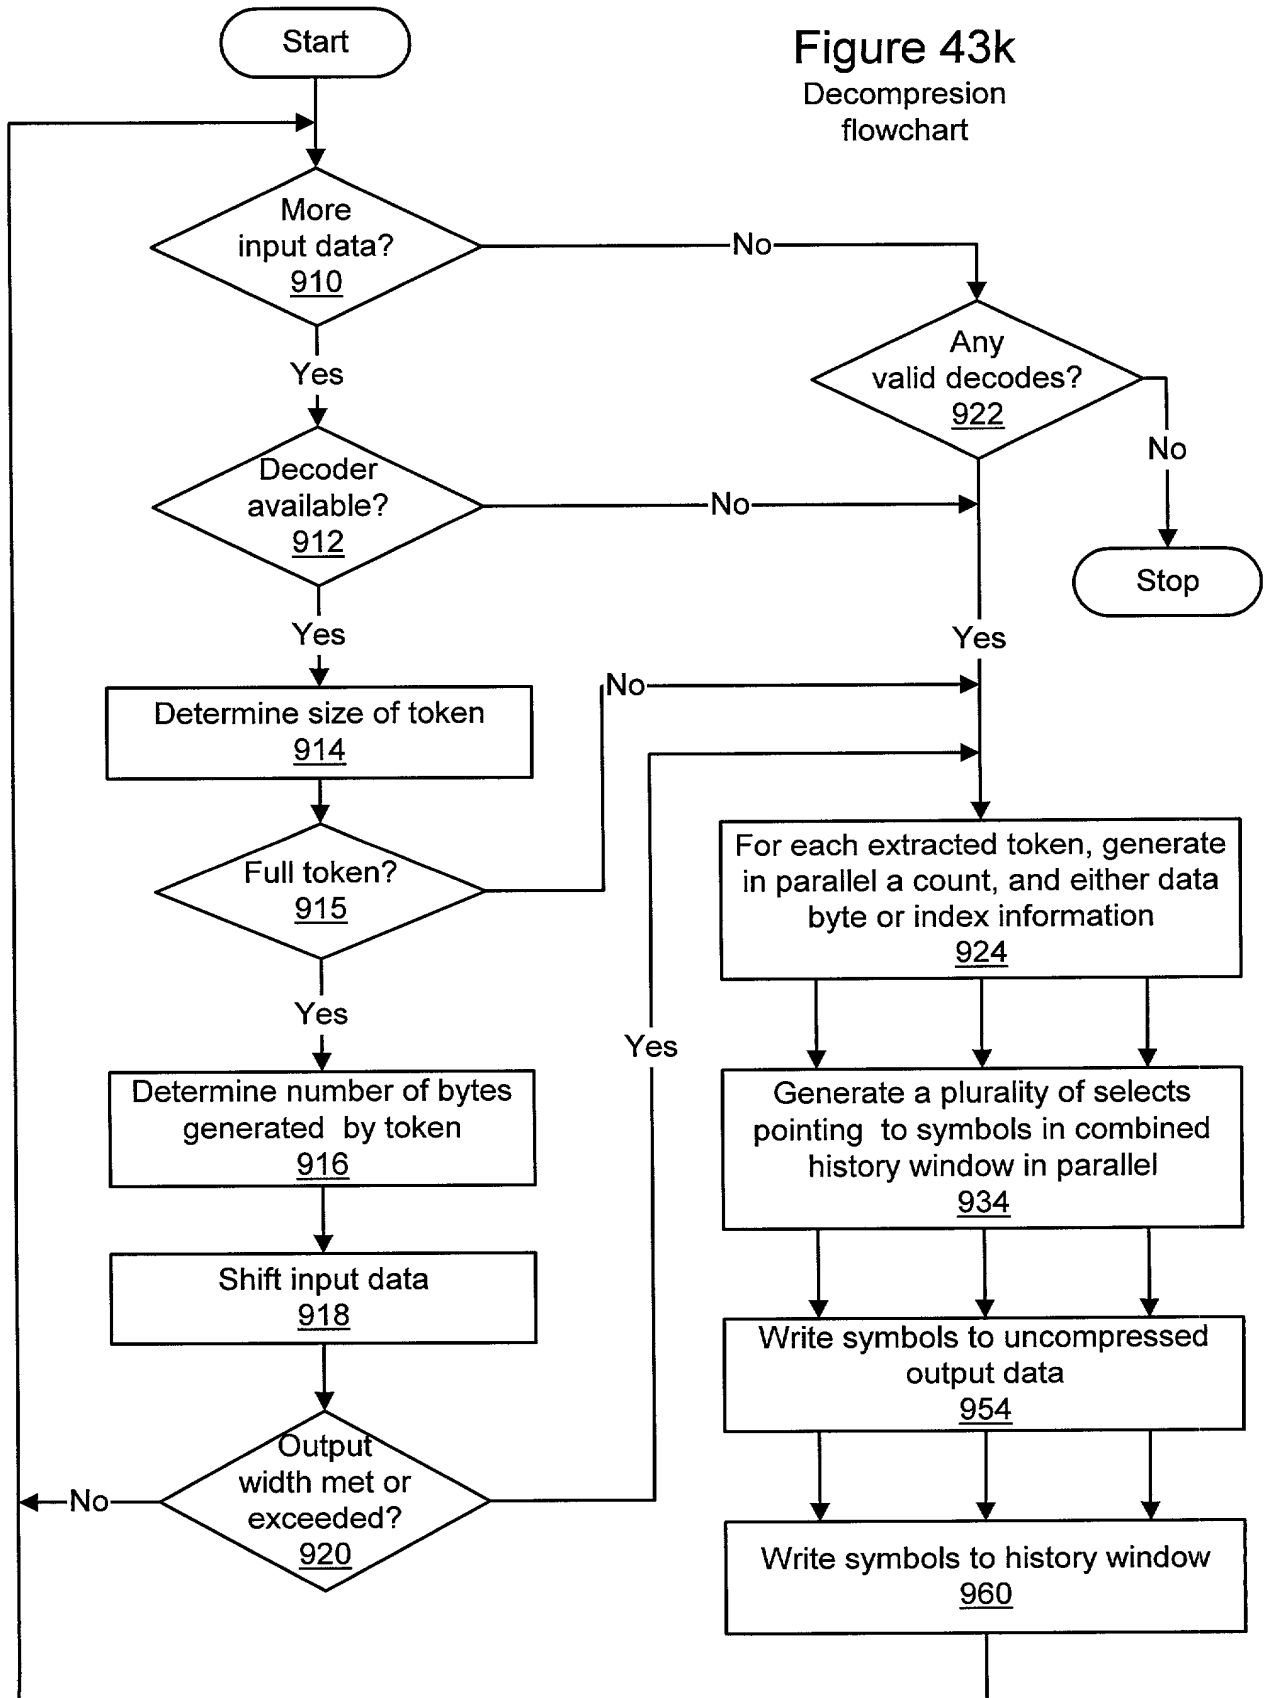 Start
Figure 43k
Decompresion
flowchart
More
input data?
910
No
Yes
Any
valid decodes?
922
No
Stop
Decoder
available?
912
No
Yes
Yes
Determine size of token
914
No
Full token?
915
Yes
For each extracted token, generate
in parallel a count, and either data
byte or index information
924
Yes
Determine number of bytes
generated by token
916
Generate a plurality of selects
pointing to symbols in combined
history window in parallel
934
Shift input data
918
Write symbols to uncompressed
output data
954
Output
width met or
exceeded?
920
No
Write symbols to history window
960